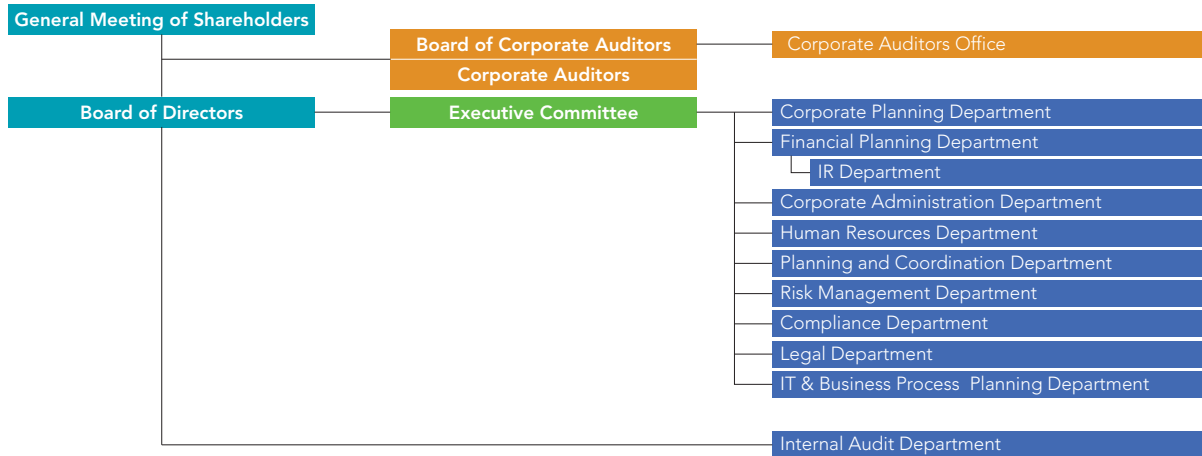 General Meeting of Shareholders
Board of Corporate Auditors
Corporate Auditors Office
Corporate Auditors
Board of Directors
Executive Committee
Corporate Planning Department
Financial Planning Department
IR Department
Corporate Administration Department
Human Resources Department
Planning and Coordination Department
Risk Management Department
Compliance Department
Legal Department
IT & Business Process Planning Department
Internal Audit Department